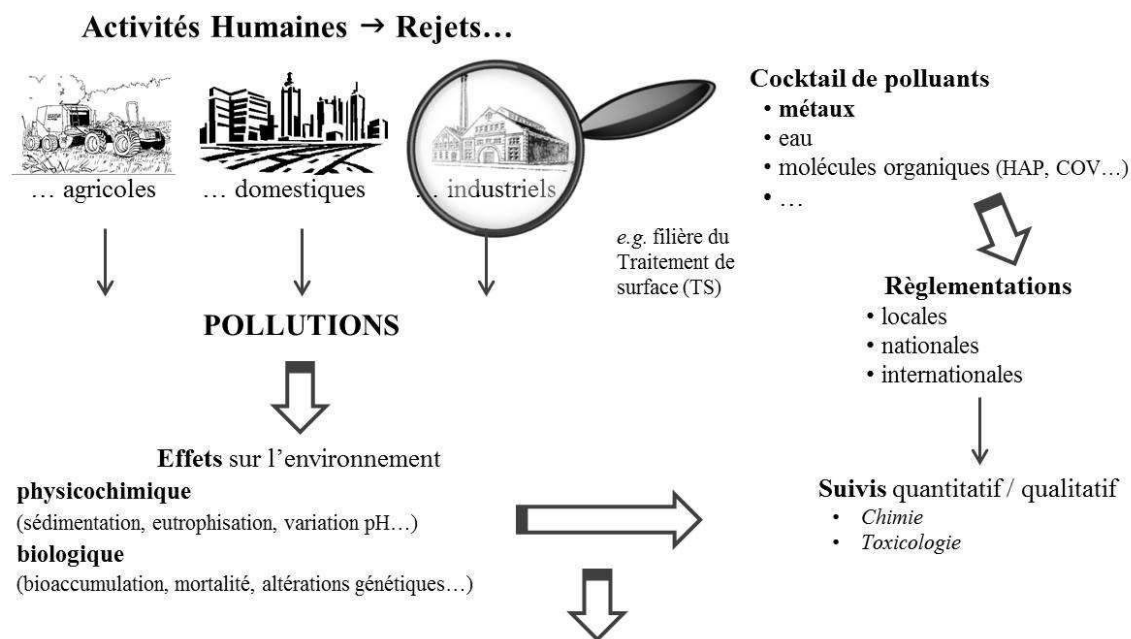 Activités Humaines → Rejets…
… agricoles
… domestiques
… industriels
e.g. filière du
Traitement de
surface (TS)
Cocktail de polluants
• métaux
• eau
• molécules organiques (HAP, COV…)
• …
Règlementations
• locales
• nationales
• internationales
POLLUTIONS
Effets sur l’environnement
physicochimique
(sédimentation, eutrophisation, variation pH…)
biologique
(bioaccumulation, mortalité, altérations génétiques…)
Suivis quantitatif / qualitatif
• Chimie
• Toxicologie